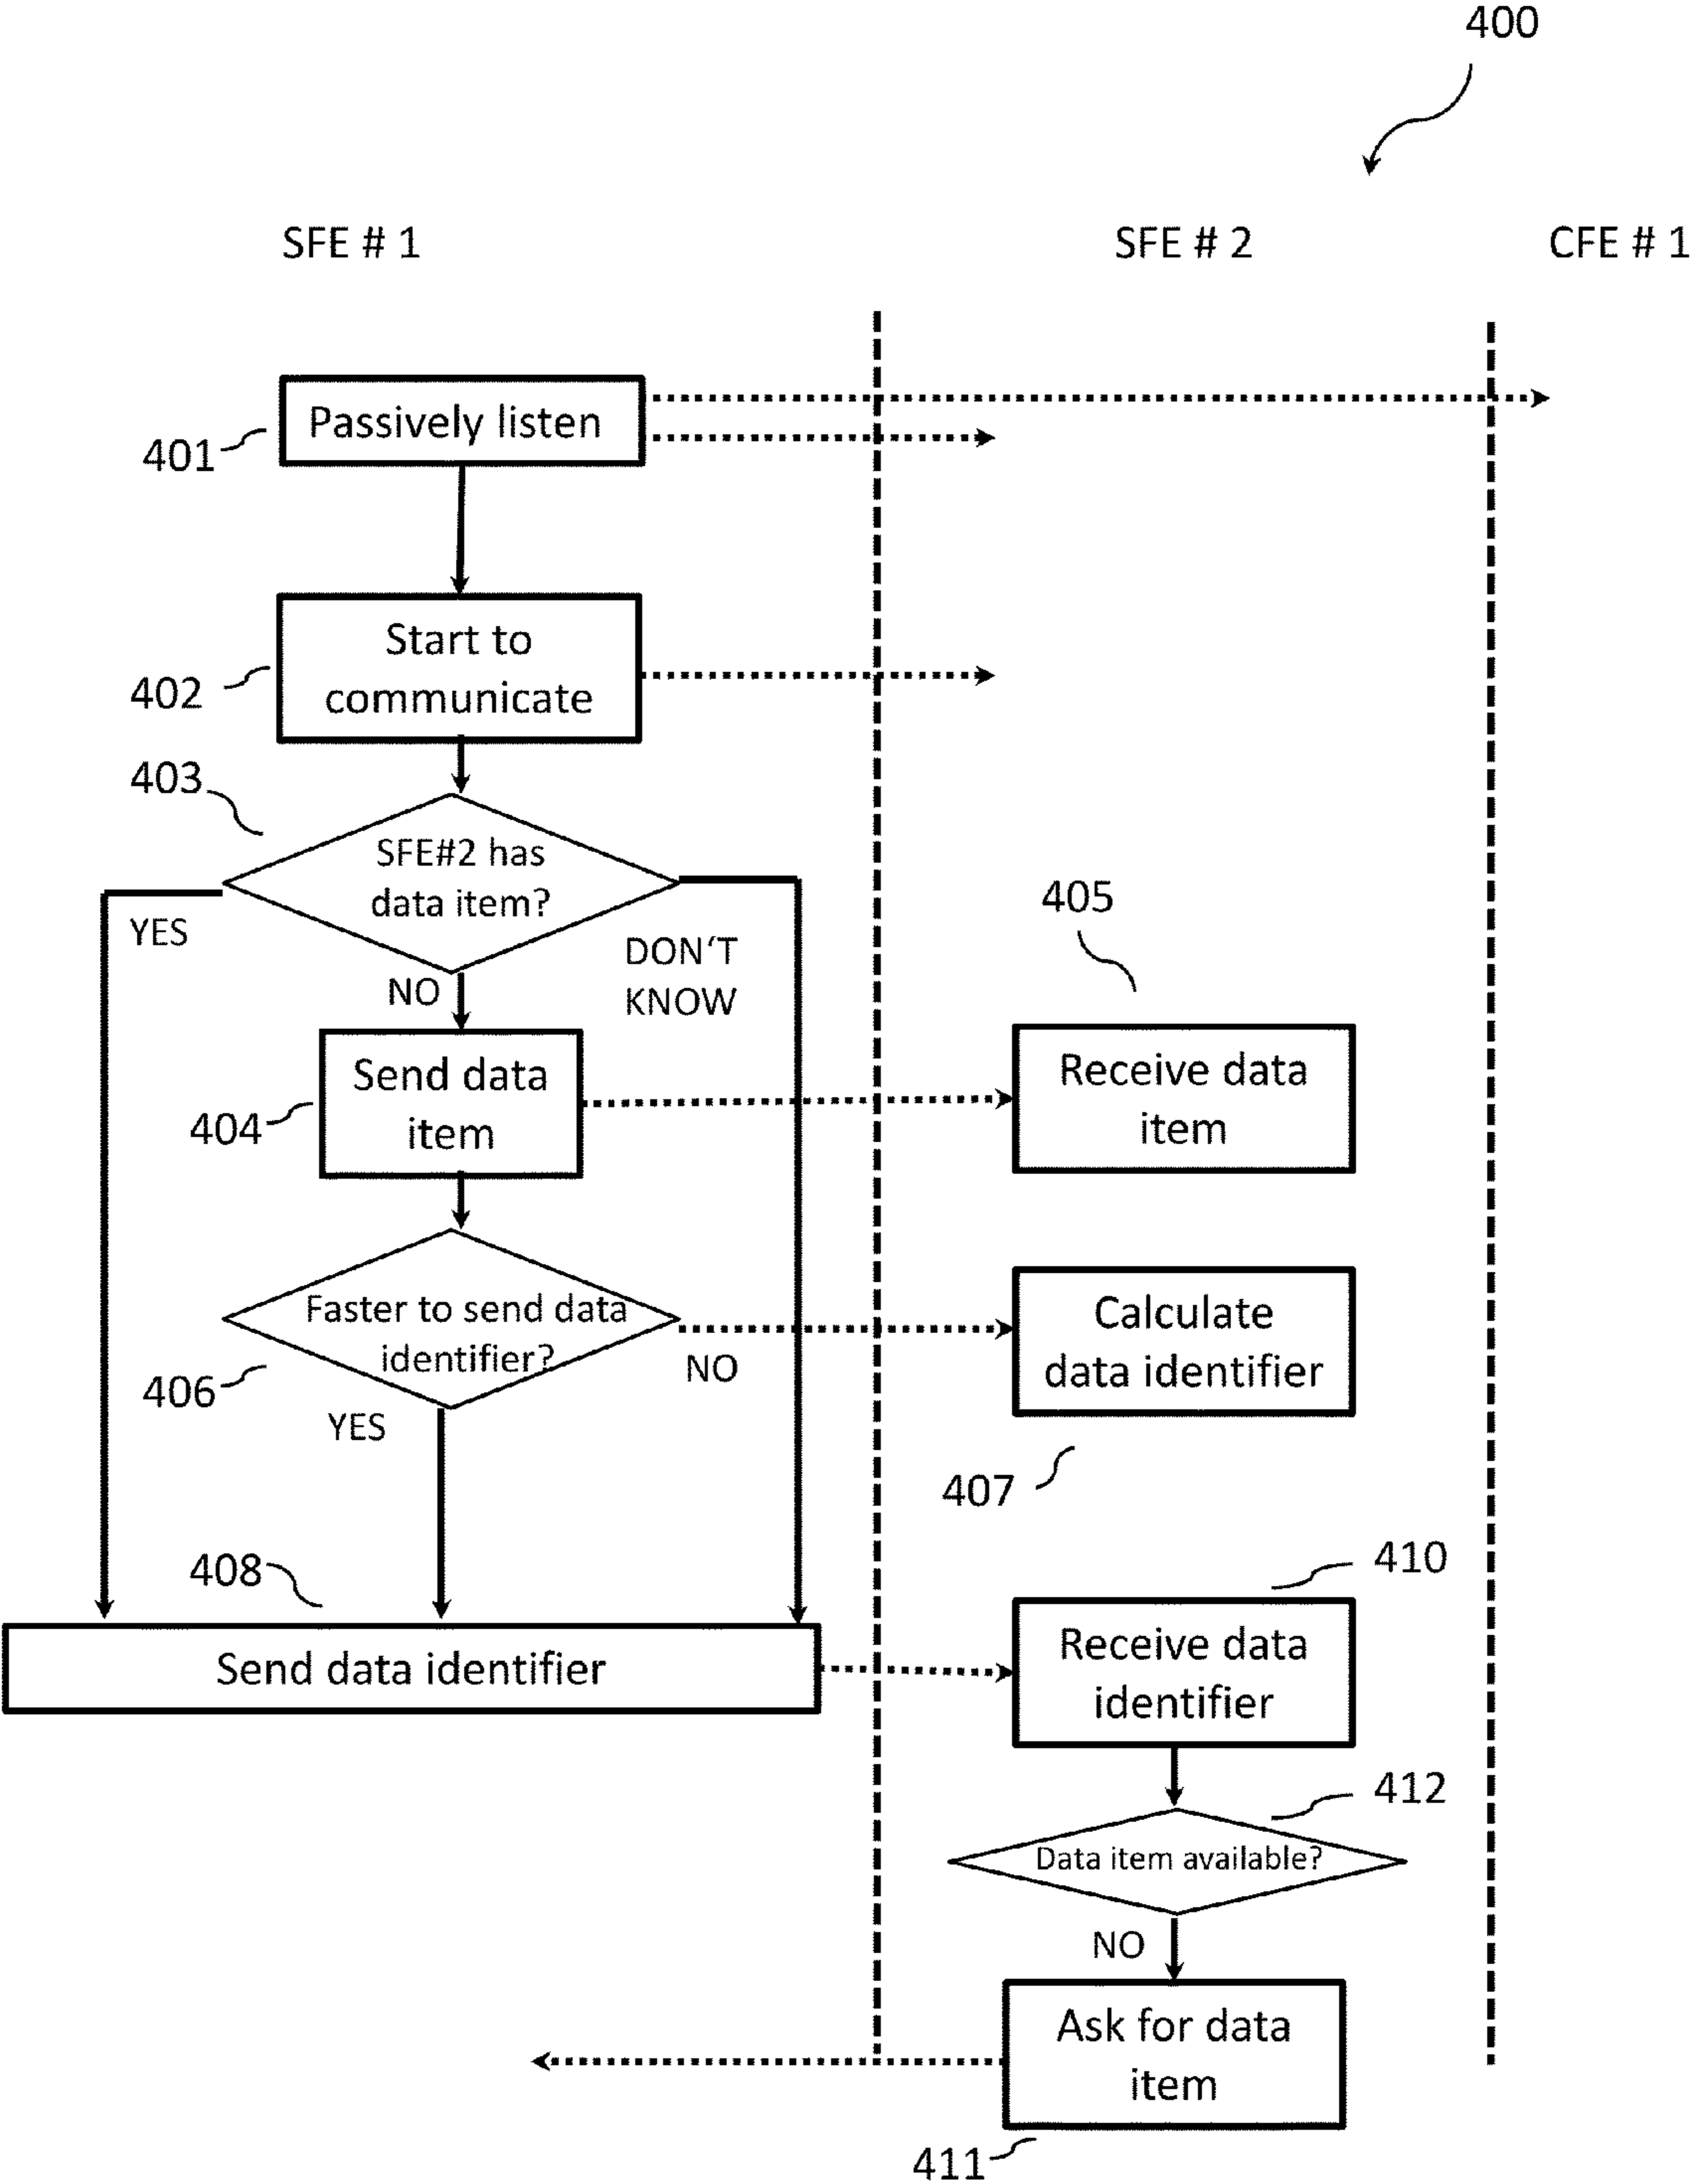 400
SFE # 1
SFE # 2
CFE # 1
Passively listen
401
Start to
communicate
402
403
SFE#2 has
data item?
YES
DON'T
KNOW
NO
405
Send data
item
404
Receive data
item
Faster to send data
identifier?
406
NO
YES
Calculate
data identifier
407
408
Send data identifier
410
Receive data
identifier
412
Data item available?
NO
Ask for data
item
411